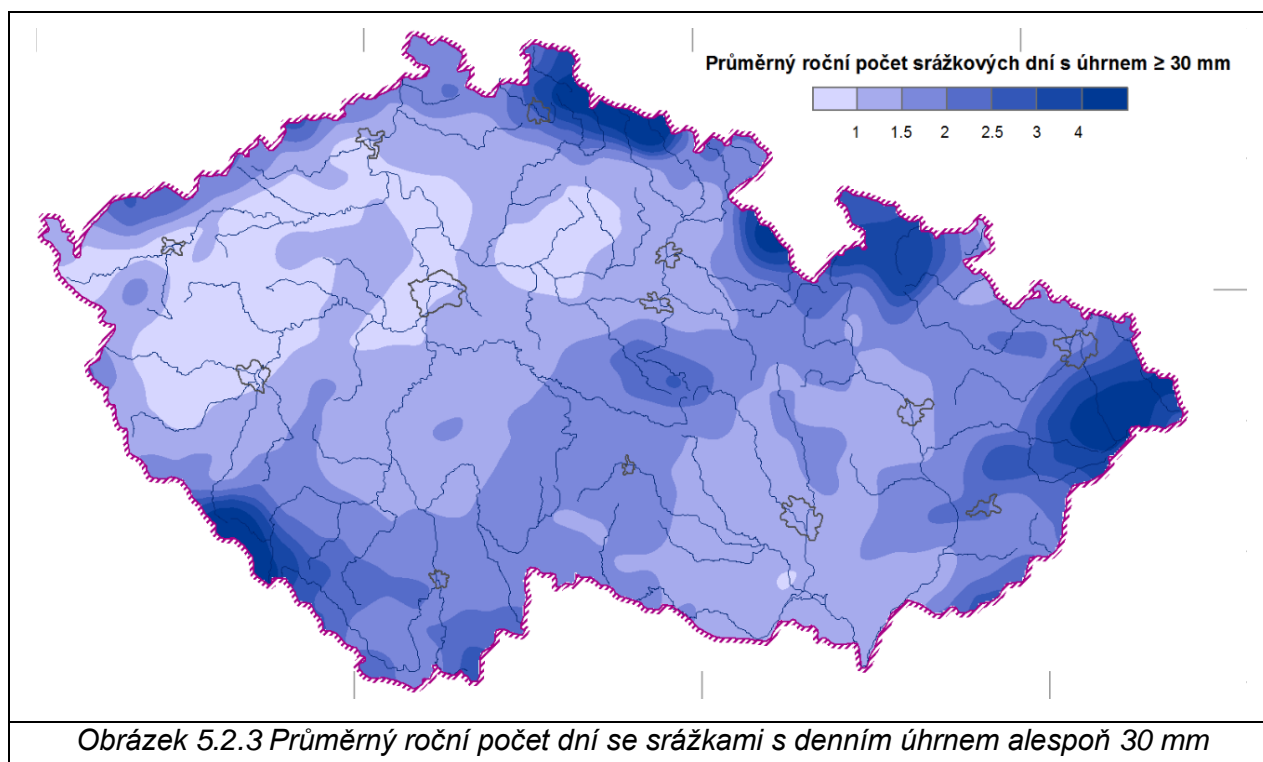 Průměrný roční počet srážkových dní s úhrnem ≥ 30 mm
1 1.5 2 2.5 3 4
Obrázek 5.2.3 Průměrný roční počet dní se srážkami s denním úhrnem alespoň 30 mm